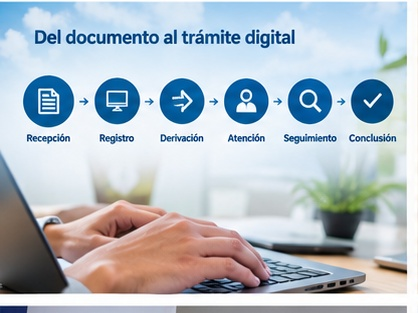 Del documento al trámite digital
Recepción
Registro
Derivación
Atención
Seguimiento
Conclusión